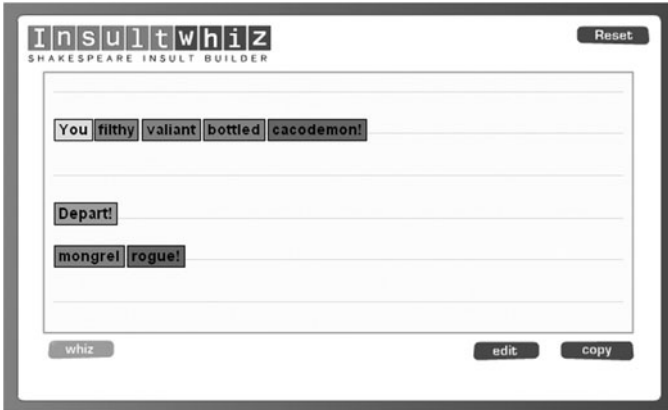 Insultwhiz
Reset
SHAKESPEARE INSULT BUILDER
You filthy valiant bottled cacodemon!
Depart!
mongrel rogue!
whiz edit copy